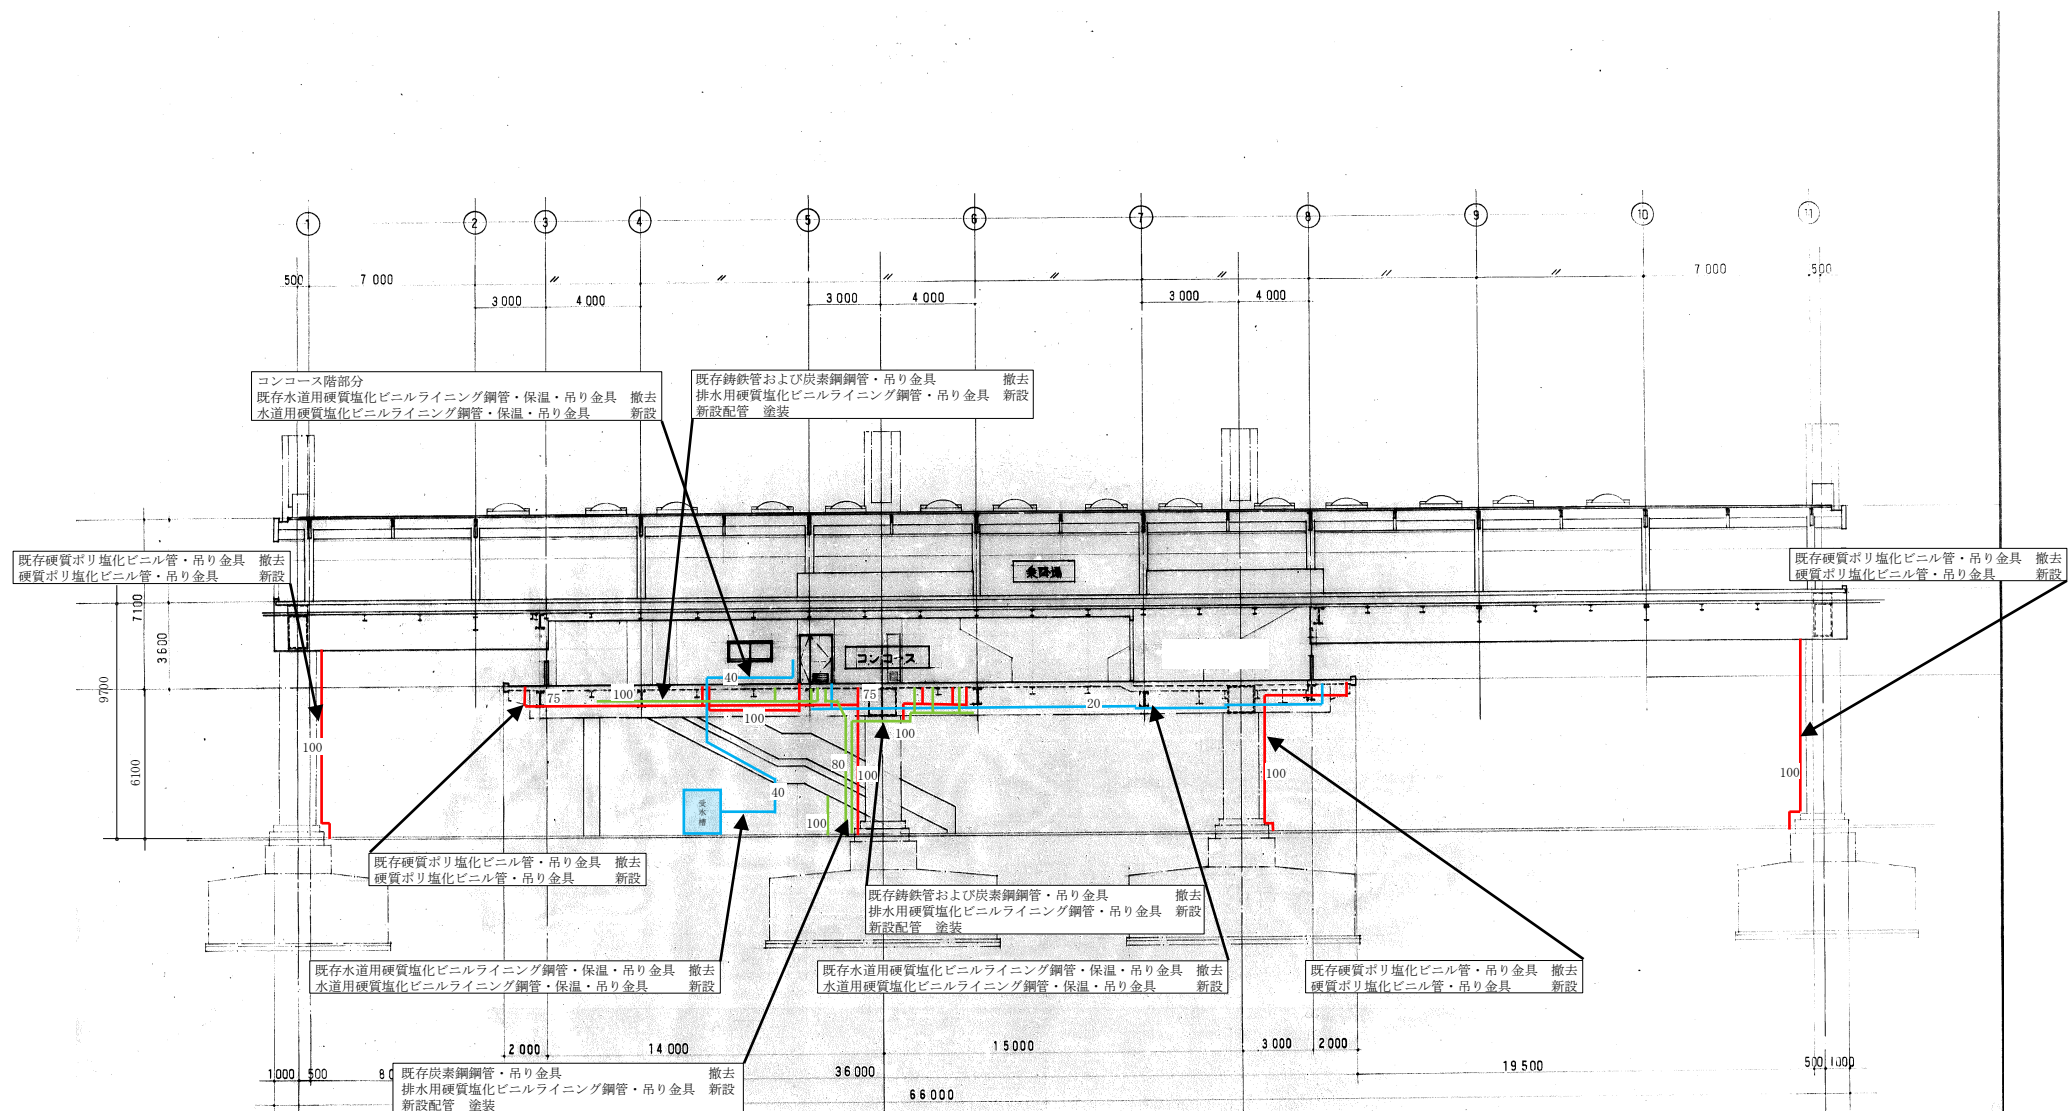 1
2
3
4
5
6
7
8
9
10
11
500
7 000
〃
〃
〃
〃
〃
〃
〃
7 000
500
3 000
4 000
3 000
4 000
3 000
4 000
コンコース階部分
既存水道用硬質塩化ビニルライニング鋼管・保温・吊り金具 撤去
水道用硬質塩化ビニルライニング鋼管・保温・吊り金具 新設
既存鋳鉄管および炭素鋼鋼管・吊り金具 撤去
排水用硬質塩化ビニルライニング鋼管・吊り金具 新設
新設配管 塗装
既存硬質ポリ塩化ビニル管・吊り金具 撤去
硬質ポリ塩化ビニル管・吊り金具 新設
既存硬質ポリ塩化ビニル管・吊り金具 撤去
硬質ポリ塩化ビニル管・吊り金具 新設
乗降場
7100
3600
9700
6100
コンコース
40
75
100
75
100
20
100
100
80
100
40
100
100
100
受水槽
既存硬質ポリ塩化ビニル管・吊り金具 撤去
硬質ポリ塩化ビニル管・吊り金具 新設
既存鋳鉄管および炭素鋼鋼管・吊り金具 撤去
排水用硬質塩化ビニルライニング鋼管・吊り金具 新設
新設配管 塗装
既存水道用硬質塩化ビニルライニング鋼管・保温・吊り金具 撤去
水道用硬質塩化ビニルライニング鋼管・保温・吊り金具 新設
既存水道用硬質塩化ビニルライニング鋼管・保温・吊り金具 撤去
水道用硬質塩化ビニルライニング鋼管・保温・吊り金具 新設
既存硬質ポリ塩化ビニル管・吊り金具 撤去
硬質ポリ塩化ビニル管・吊り金具 新設
2 000
14 000
15000
3 000
2 000
1000
500
8 0
36 000
19 500
500
1000
既存炭素鋼鋼管・吊り金具 撤去
排水用硬質塩化ビニルライニング鋼管・吊り金具 新設
新設配管 塗装
66 000